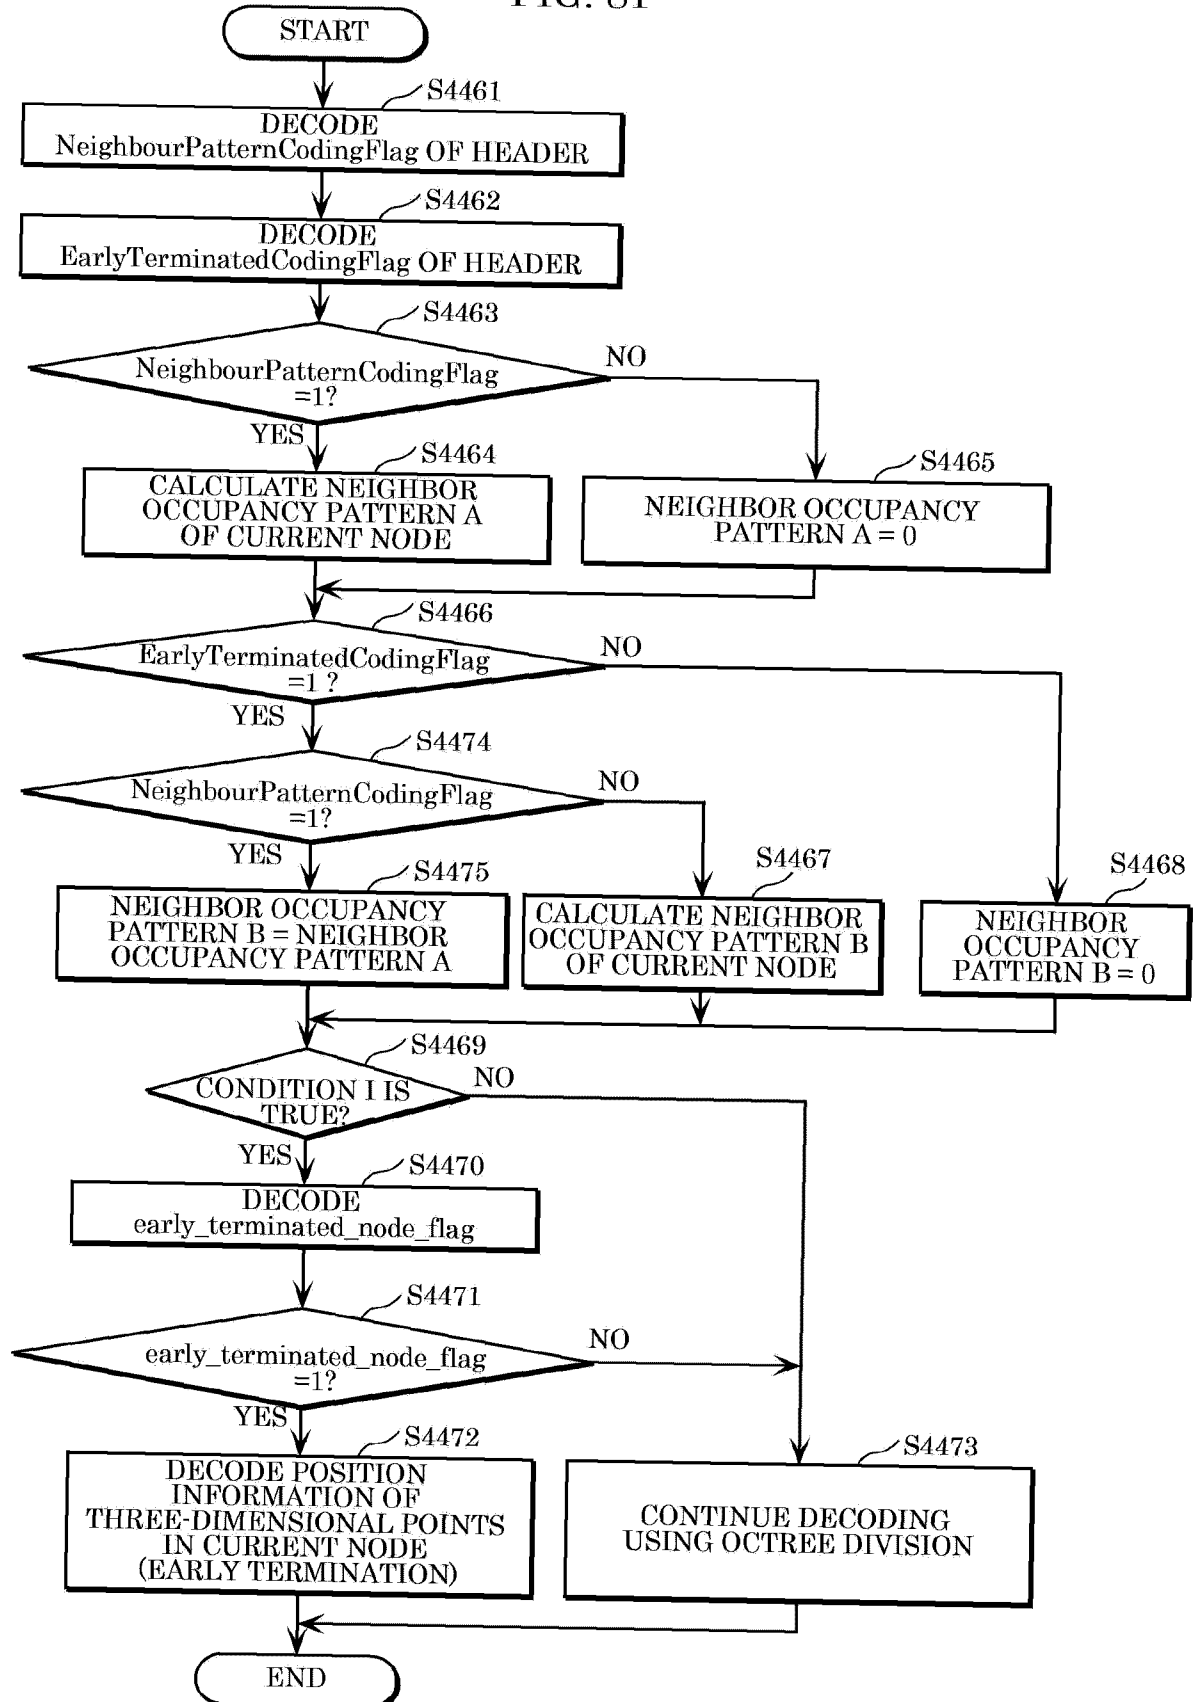 FIG. 81
START
S4461
DECODE
NeighbourPatternCodingFlag OF HEADER
S4462
DECODE
EarlyTerminatedCodingFlag OF HEADER
S4463
NeighbourPatternCodingFlag
=1?
NO
YES
S4464
CALCULATE NEIGHBOR
OCCUPANCY PATTERN A
OF CURRENT NODE
S4465
NEIGHBOR OCCUPANCY
PATTERN A = 0
S4466
EarlyTerminatedCodingFlag
=1 ?
NO
YES
S4474
NeighbourPatternCodingFlag
=1?
NO
YES
S4475
NEIGHBOR OCCUPANCY
PATTERN B = NEIGHBOR
OCCUPANCY PATTERN A
S4467
CALCULATE NEIGHBOR
OCCUPANCY PATTERN B
OF CURRENT NODE
S4468
NEIGHBOR
OCCUPANCY
PATTERN B = 0
S4469
CONDITION I IS
TRUE?
NO
YES
S4470
DECODE
early_terminated_node_flag
S4471
early_terminated_node_flag
=1?
NO
YES
S4472
DECODE POSITION
INFORMATION OF
THREE-DIMENSIONAL POINTS
IN CURRENT NODE
(EARLY TERMINATION)
S4473
CONTINUE DECODING
USING OCTREE DIVISION
END